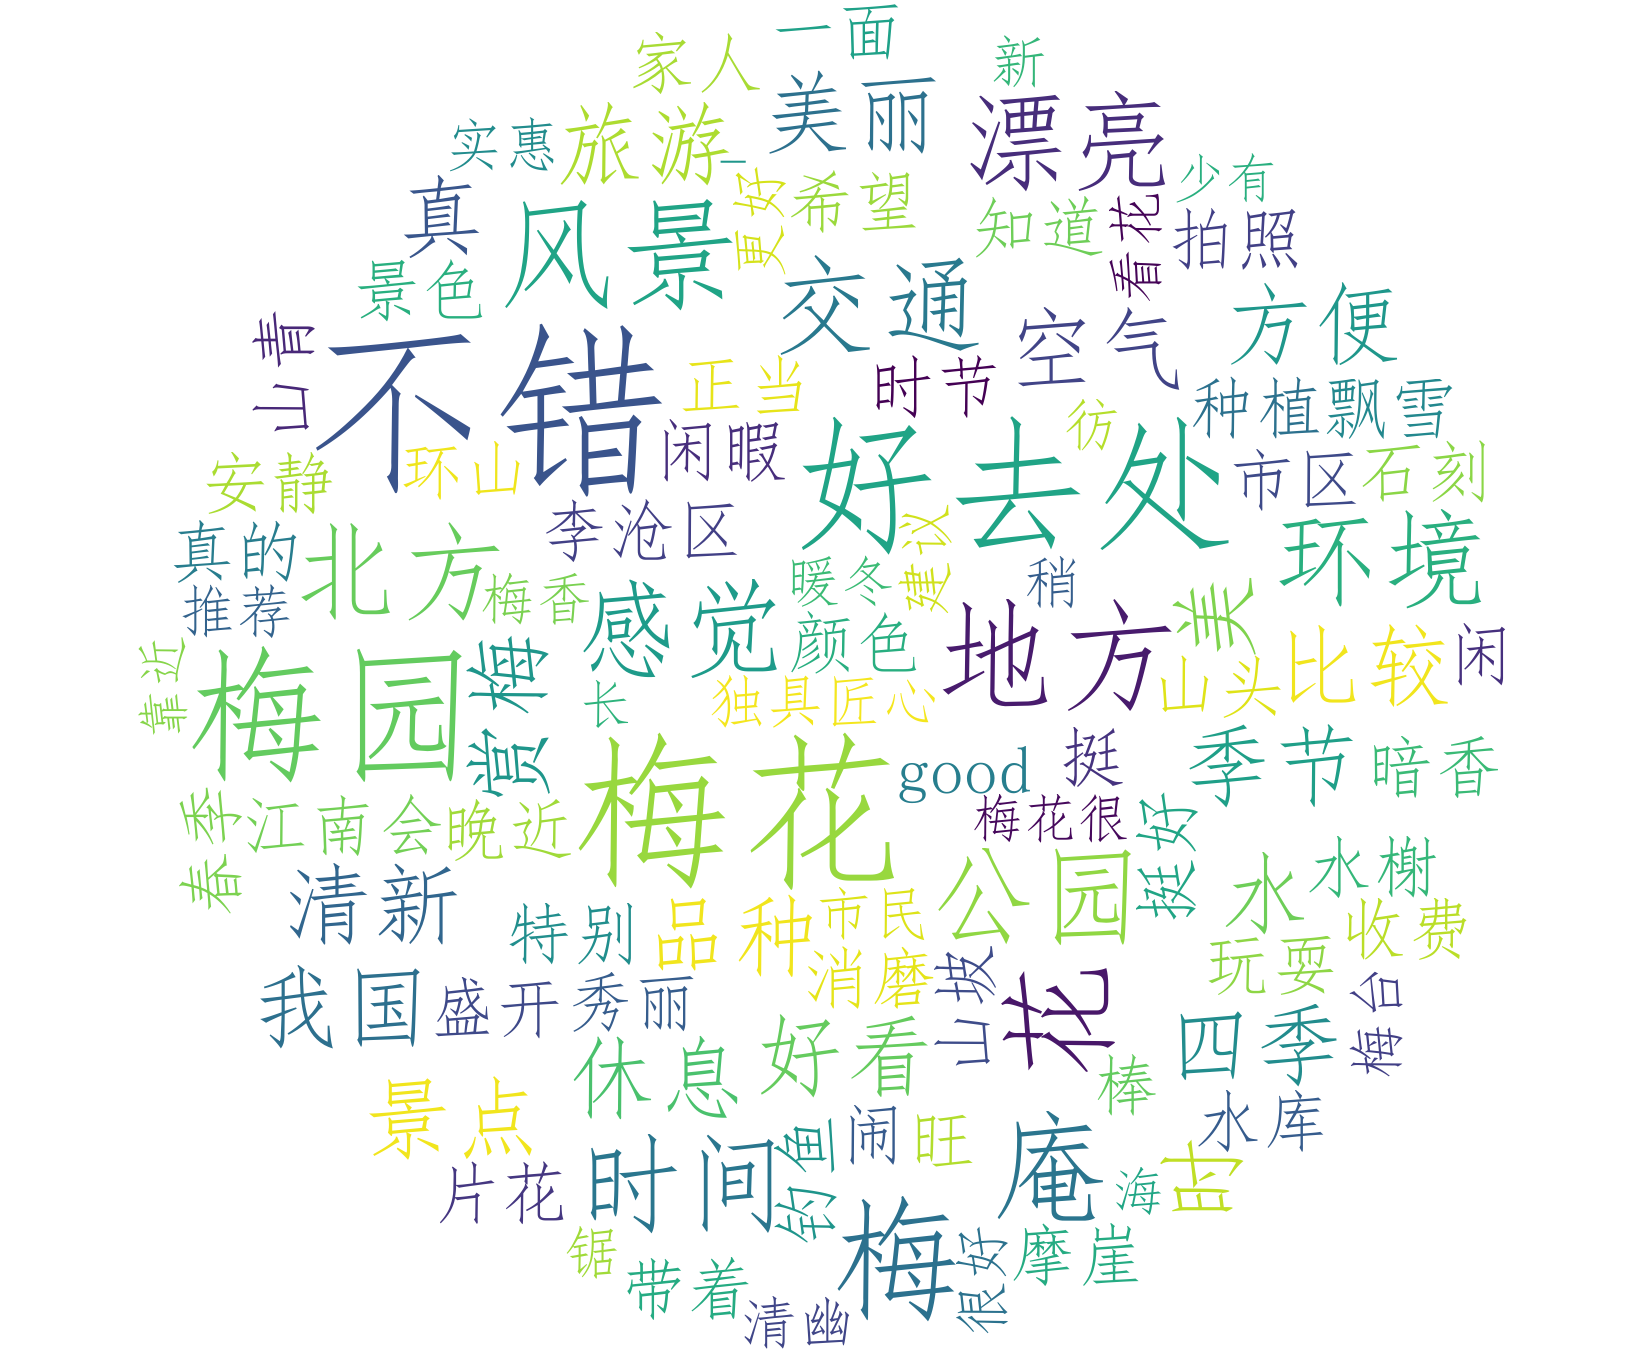 一面
家人
新
美丽
漂亮
实惠
旅游
一
少有
真
风景
更好
希望
知道
看花
拍照
景色
交通
空气
方便
山青
不错
正当
时节
彷
种植
飘雪
好去处
安静
环山
闲暇
市区
石刻
李沧区
真的
北方
梅香
暖冬
建议
稍
环境
推荐
感觉
颜色
地方
美
比较
闲
靠近
梅园
赏梅
长
独具匠心
山头
梅花
good
挺
季节
暗香
春季
江南
会
晚
近
梅花很
挺好
清新
公园
水
水榭
特别
品种
市民
收费
我国
盛开
秀丽
消磨
山坡
花
玩耍
梅台
休息
好看
四季
景点
棒
水库
片花
时间
钓鱼
闹
旺
庵
海
时
锯
带着
梅
很好
摩崖
清幽